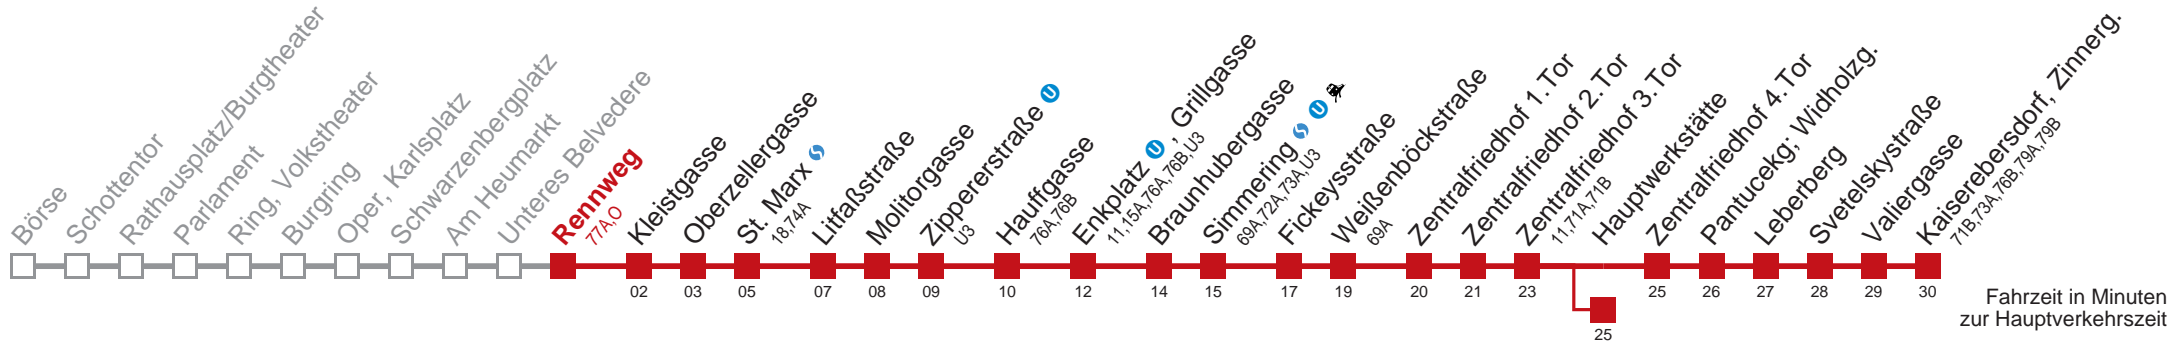 Börse
Schottentor
Rathausplatz/Burgtheater
Parlament
Ring, Volkstheater
Burgring
Oper, Karlsplatz
Schwarzenbergplatz
Am Heumarkt
Unteres Belvedere
Rennweg
77A,O
Kleistgasse
Oberzellergasse
St. Marx
18,74A
Litfaßstraße
Molitorgasse
Zippererstraße U
U3
Hauffgasse
76A,76B
Enkplatz U, Grillgasse
11,15A,76A,76B,U3
Braunhubergasse
Simmering S U
69A,72A,73A,U3
Fickeysstraße
Weißenböckstraße
69A
Zentralfriedhof 1.Tor
Zentralfriedhof 2.Tor
Zentralfriedhof 3.Tor
11,71A,71B
Hauptwerkstätte
Zentralfriedhof 4.Tor
Pantucekg; Widholzg.
Leberberg
Svetelskystraße
Valiergasse
Kaiserebersdorf, Zinnerg.
71B,73A,76B,79A,79B
02 03 05 07 08 09 10 12 14 15 17 19 20 21 23 25 26 27 28 29 30
25
Fahrzeit in Minuten
zur Hauptverkehrszeit